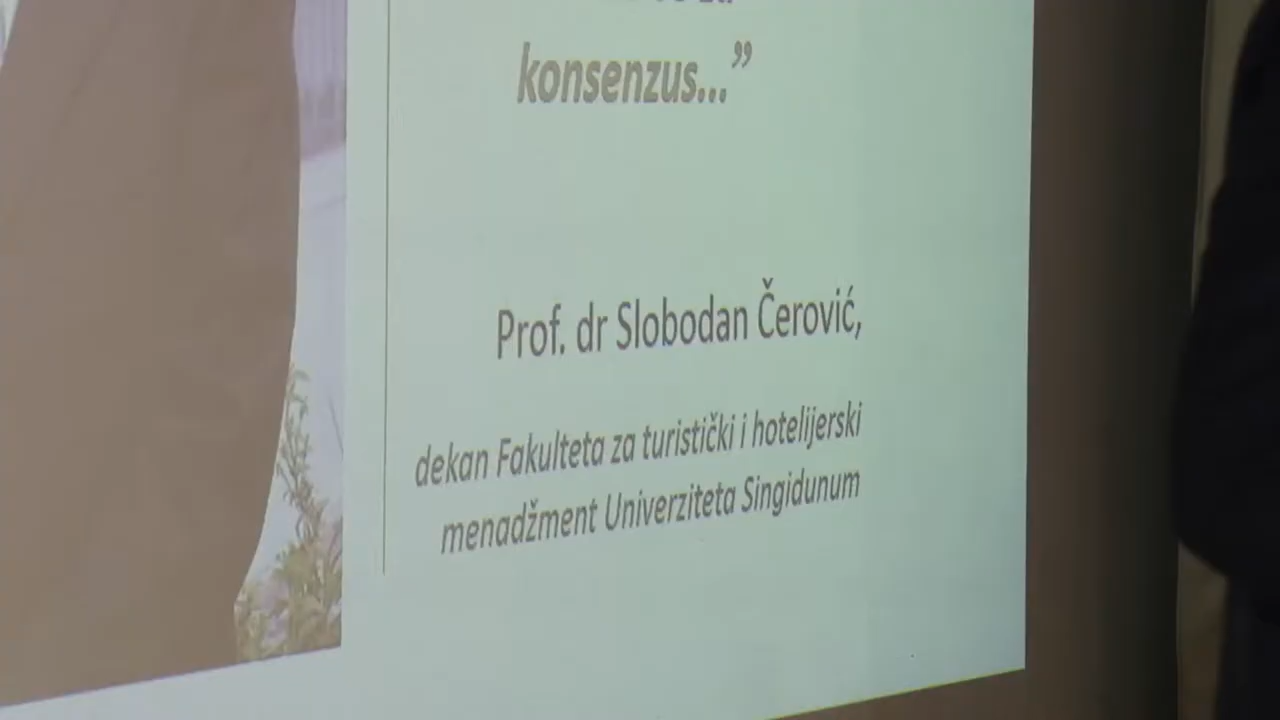 konsenzus...”
Prof. dr Slobodan Čerović,
dekan Fakulteta za turistički i hotelijerski
menadžment Univerziteta Singidunum